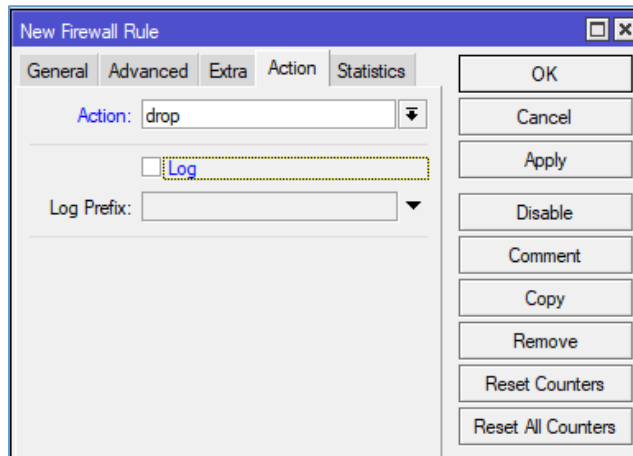 New Firewall Rule
General Advanced Extra Action Statistics
Action: drop
Log
Log Prefix:
OK
Cancel
Apply
Disable
Comment
Copy
Remove
Reset Counters
Reset All Counters